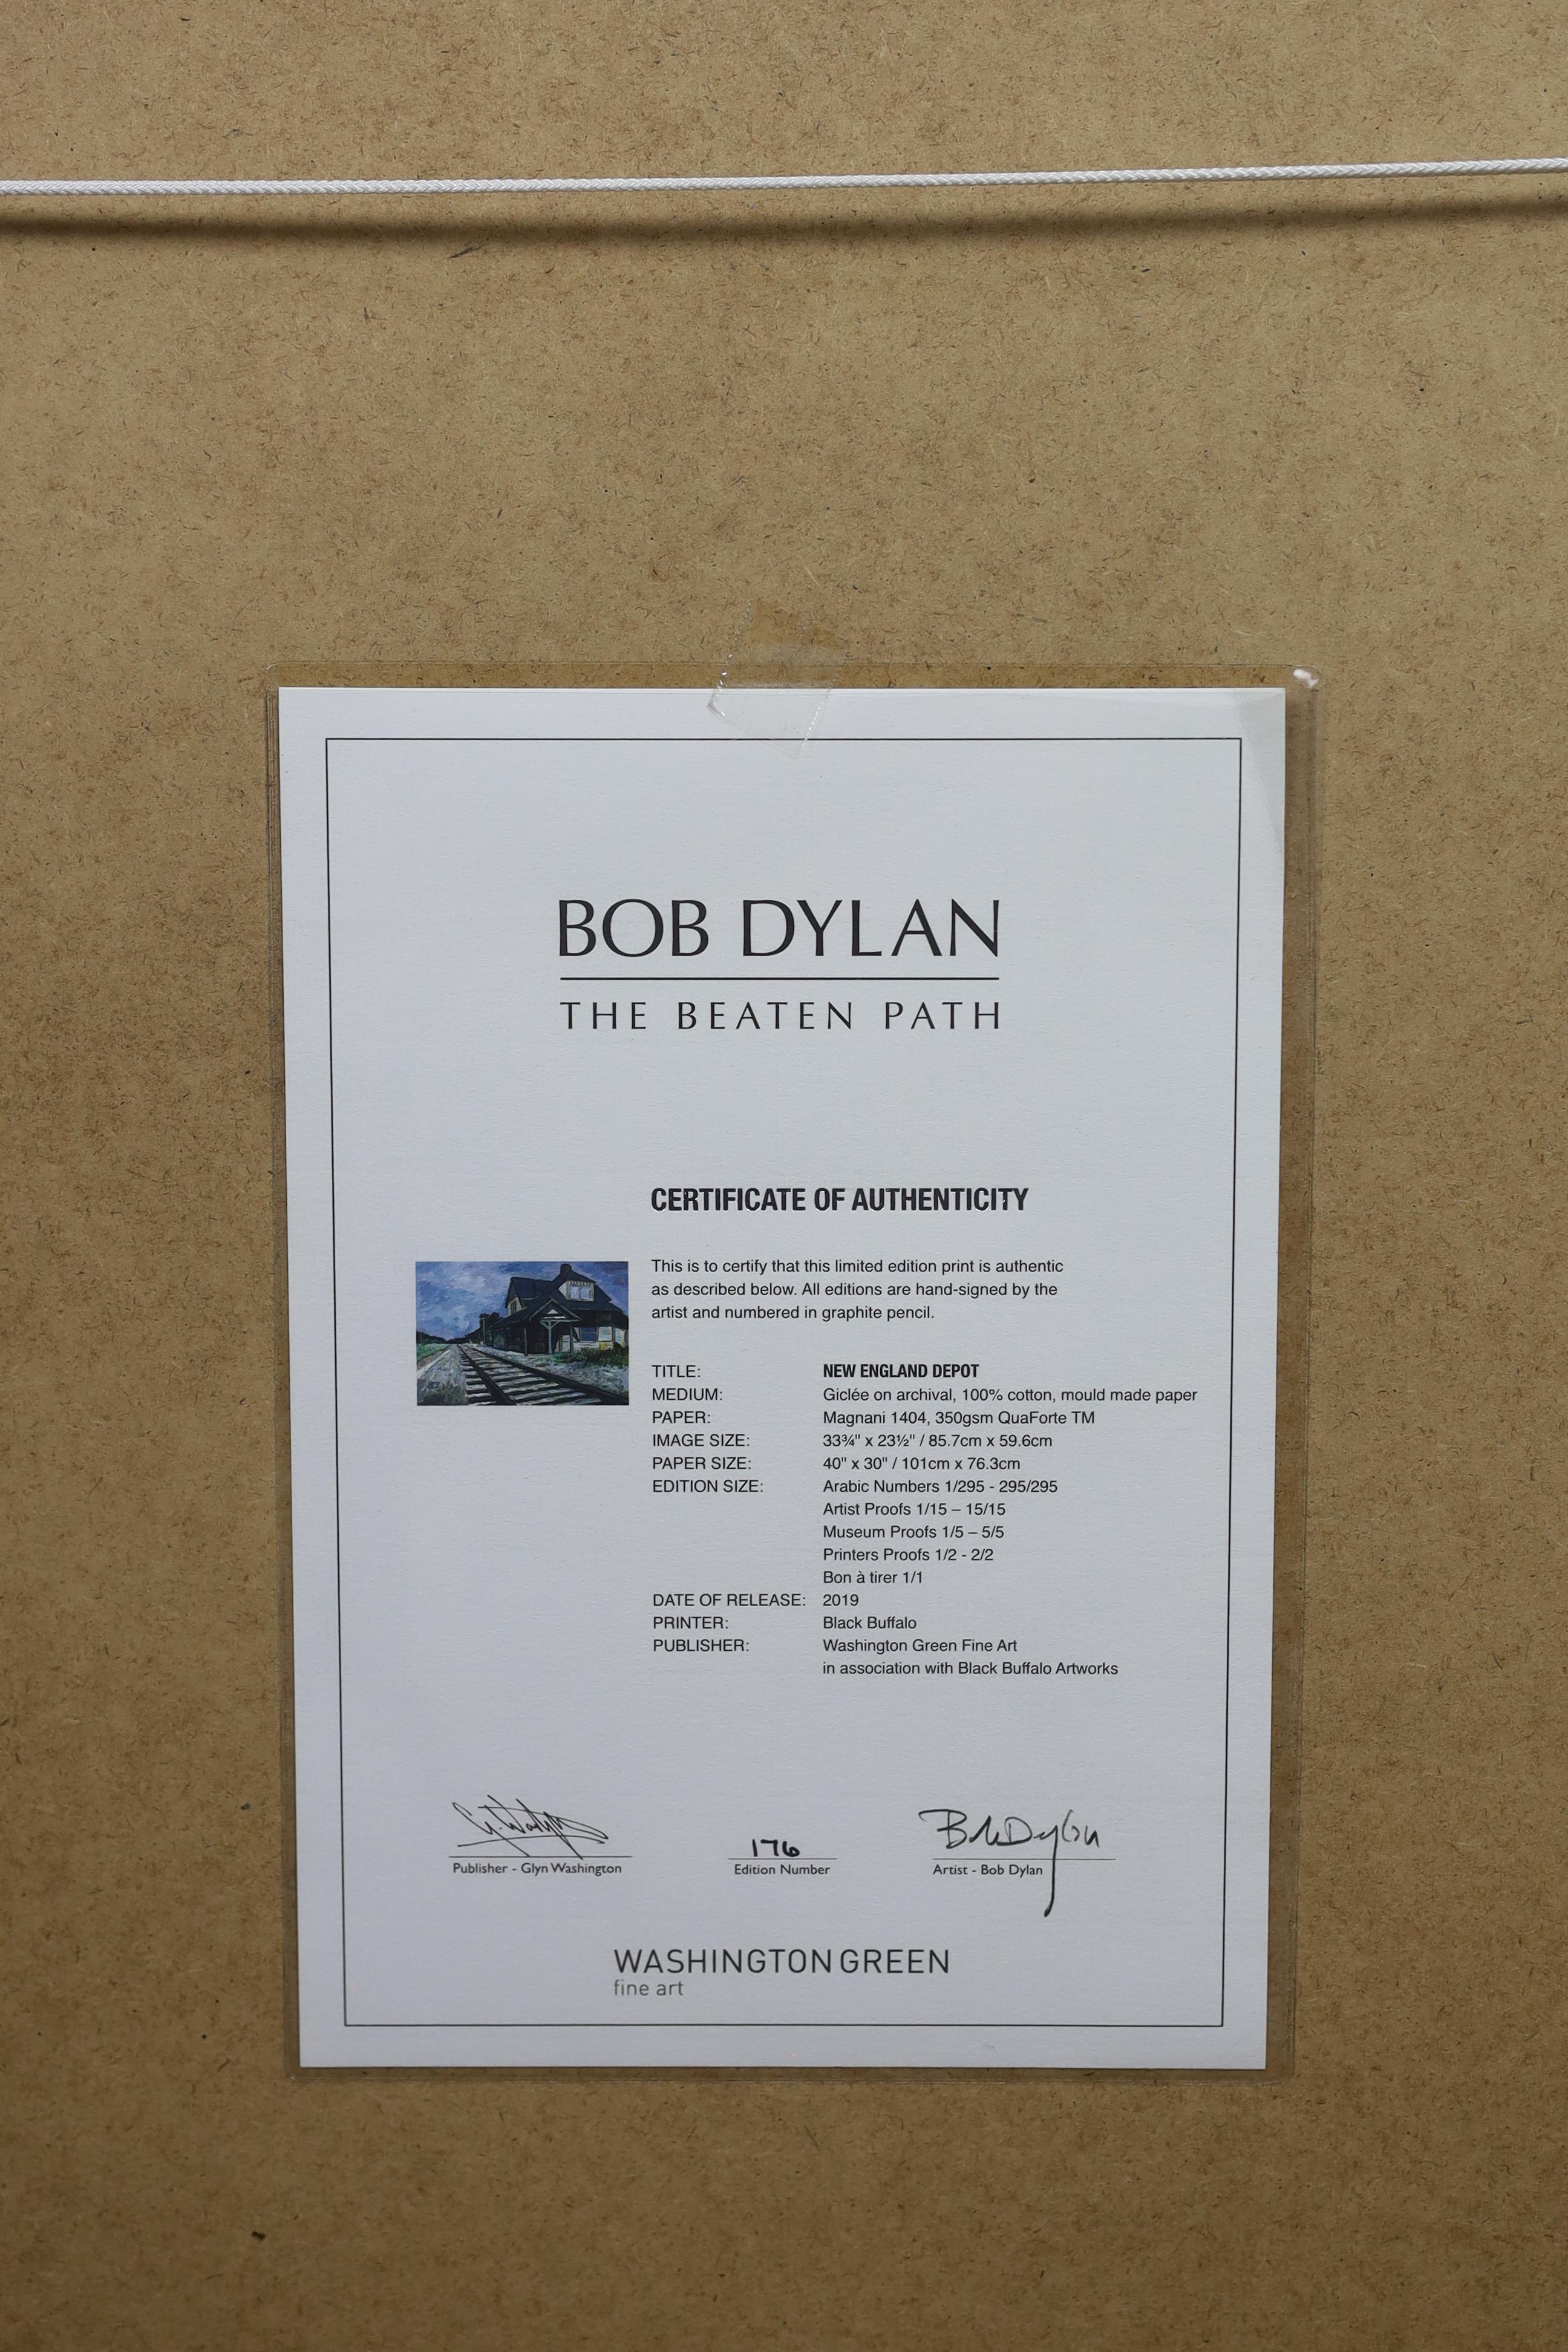 BOB DYLAN
THE BEATEN PATH
CERTIFICATE OF AUTHENTICITY
This is to certify that this limited edition print is authentic
as described below. All editions are hand-signed by the
artist and numbered in graphite pencil.
TITLE: NEW ENGLAND DEPOT
MEDIUM: Giclée on archival, 100% cotton, mould made paper
PAPER: Magnani 1404, 350gsm QuaForte TM
IMAGE SIZE: 33¾" x 23½" / 85.7cm x 59.6cm
PAPER SIZE: 40" x 30" / 101cm x 76.3cm
EDITION SIZE: Arabic Numbers 1/295 - 295/295
Artist Proofs 1/15 – 15/15
Museum Proofs 1/5 – 5/5
Printers Proofs 1/2 - 2/2
Bon à tirer 1/1
DATE OF RELEASE: 2019
PRINTER: Black Buffalo
PUBLISHER: Washington Green Fine Art
in association with Black Buffalo Artworks
176 Bob Dylan
Publisher - Glyn Washington Edition Number Artist - Bob Dylan
WASHINGTON GREEN
fine art